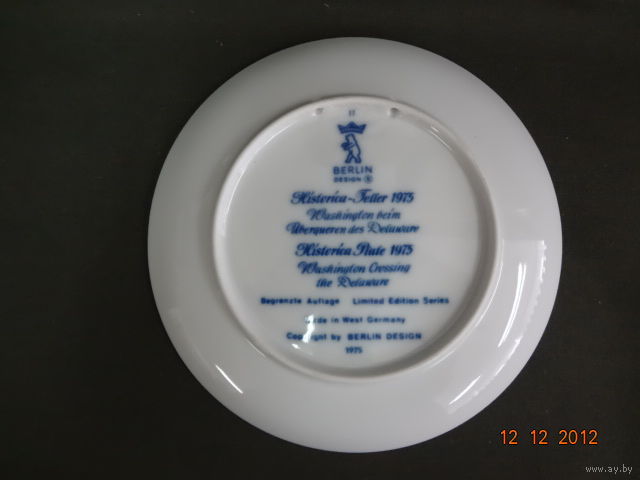 BERLIN
DESIGN
Historica-Teller 1975
Washington beim
Überqueren des Delaware
Historica Plate 1975
Washington Crossing
the Delaware
Begrenzte Auflage Limited Edition Series
Made in West Germany
Copyright by BERLIN DESIGN
1975
12 12 2012
www.ay.by